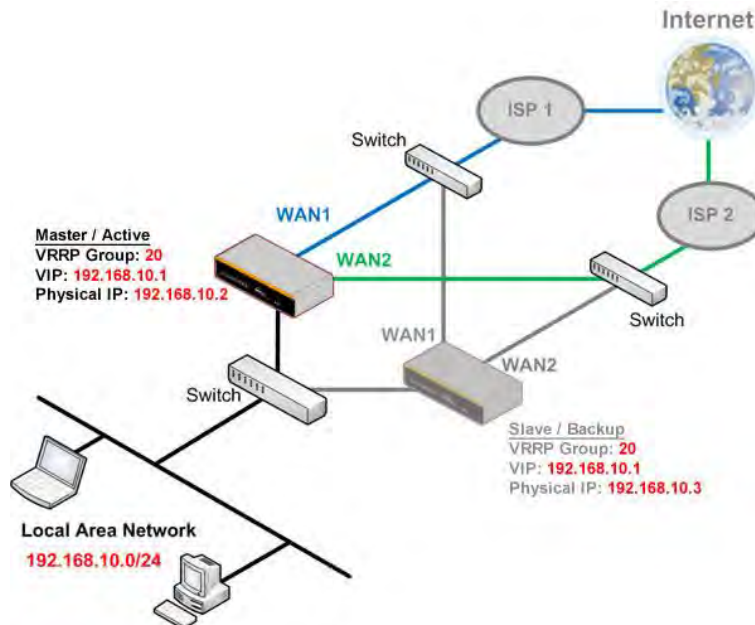 Internet
ISP 1
Switch
WAN1
ISP 2
Master / Active
VRRP Group: 20
VIP: 192.168.10.1
Physical IP: 192.168.10.2
WAN2
Switch
WAN1
WAN2
Switch
Slave / Backup
VRRP Group: 20
VIP: 192.168.10.1
Physical IP: 192.168.10.3
Local Area Network
192.168.10.0/24